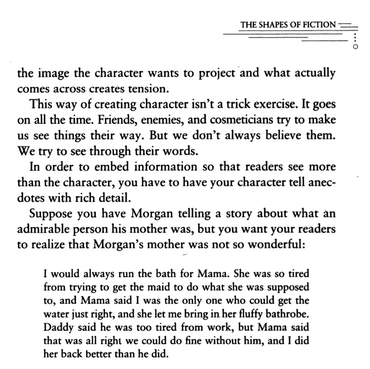 THE SHAPES OF FICTION
the image the character wants to project and what actually
comes across creates tension.
This way of creating character isn't a trick exercise. It goes
on all the time. Friends, enemies, and cosmeticians try to make
us see things their way. But we don't always believe them.
We try to see through their words.
In order to embed information so that readers see more
than the character, you have to have your character tell anec-
dotes with rich detail.
Suppose you have Morgan telling a story about what an
admirable person his mother was, but you want your readers
to realize that Morgan's mother was not so wonderful:
I would always run the bath for Mama. She was so tired
from trying to get the maid to do what she was supposed
to, and Mama said I was the only one who could get the
water just right, and she let me bring in her fluffy bathrobe.
Daddy said he was too tired from work, but Mama said
that was all right we could do fine without him, and I did
her back better than he did.